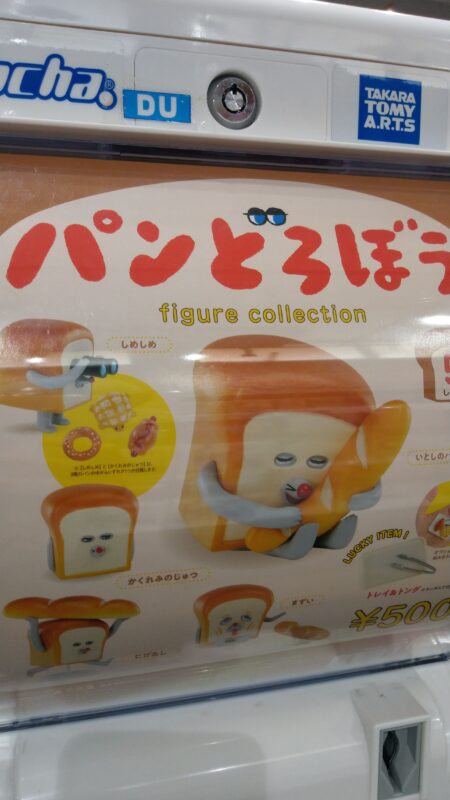 cha.®
DU
TAKARA
TOMY
A.R.T.S
パンどろぼう
figure collection
しめしめ
かくれみのじゅつ
にげあし
まずい
いとしのパ
LUCKY ITEM!
トレイ&トング
¥500